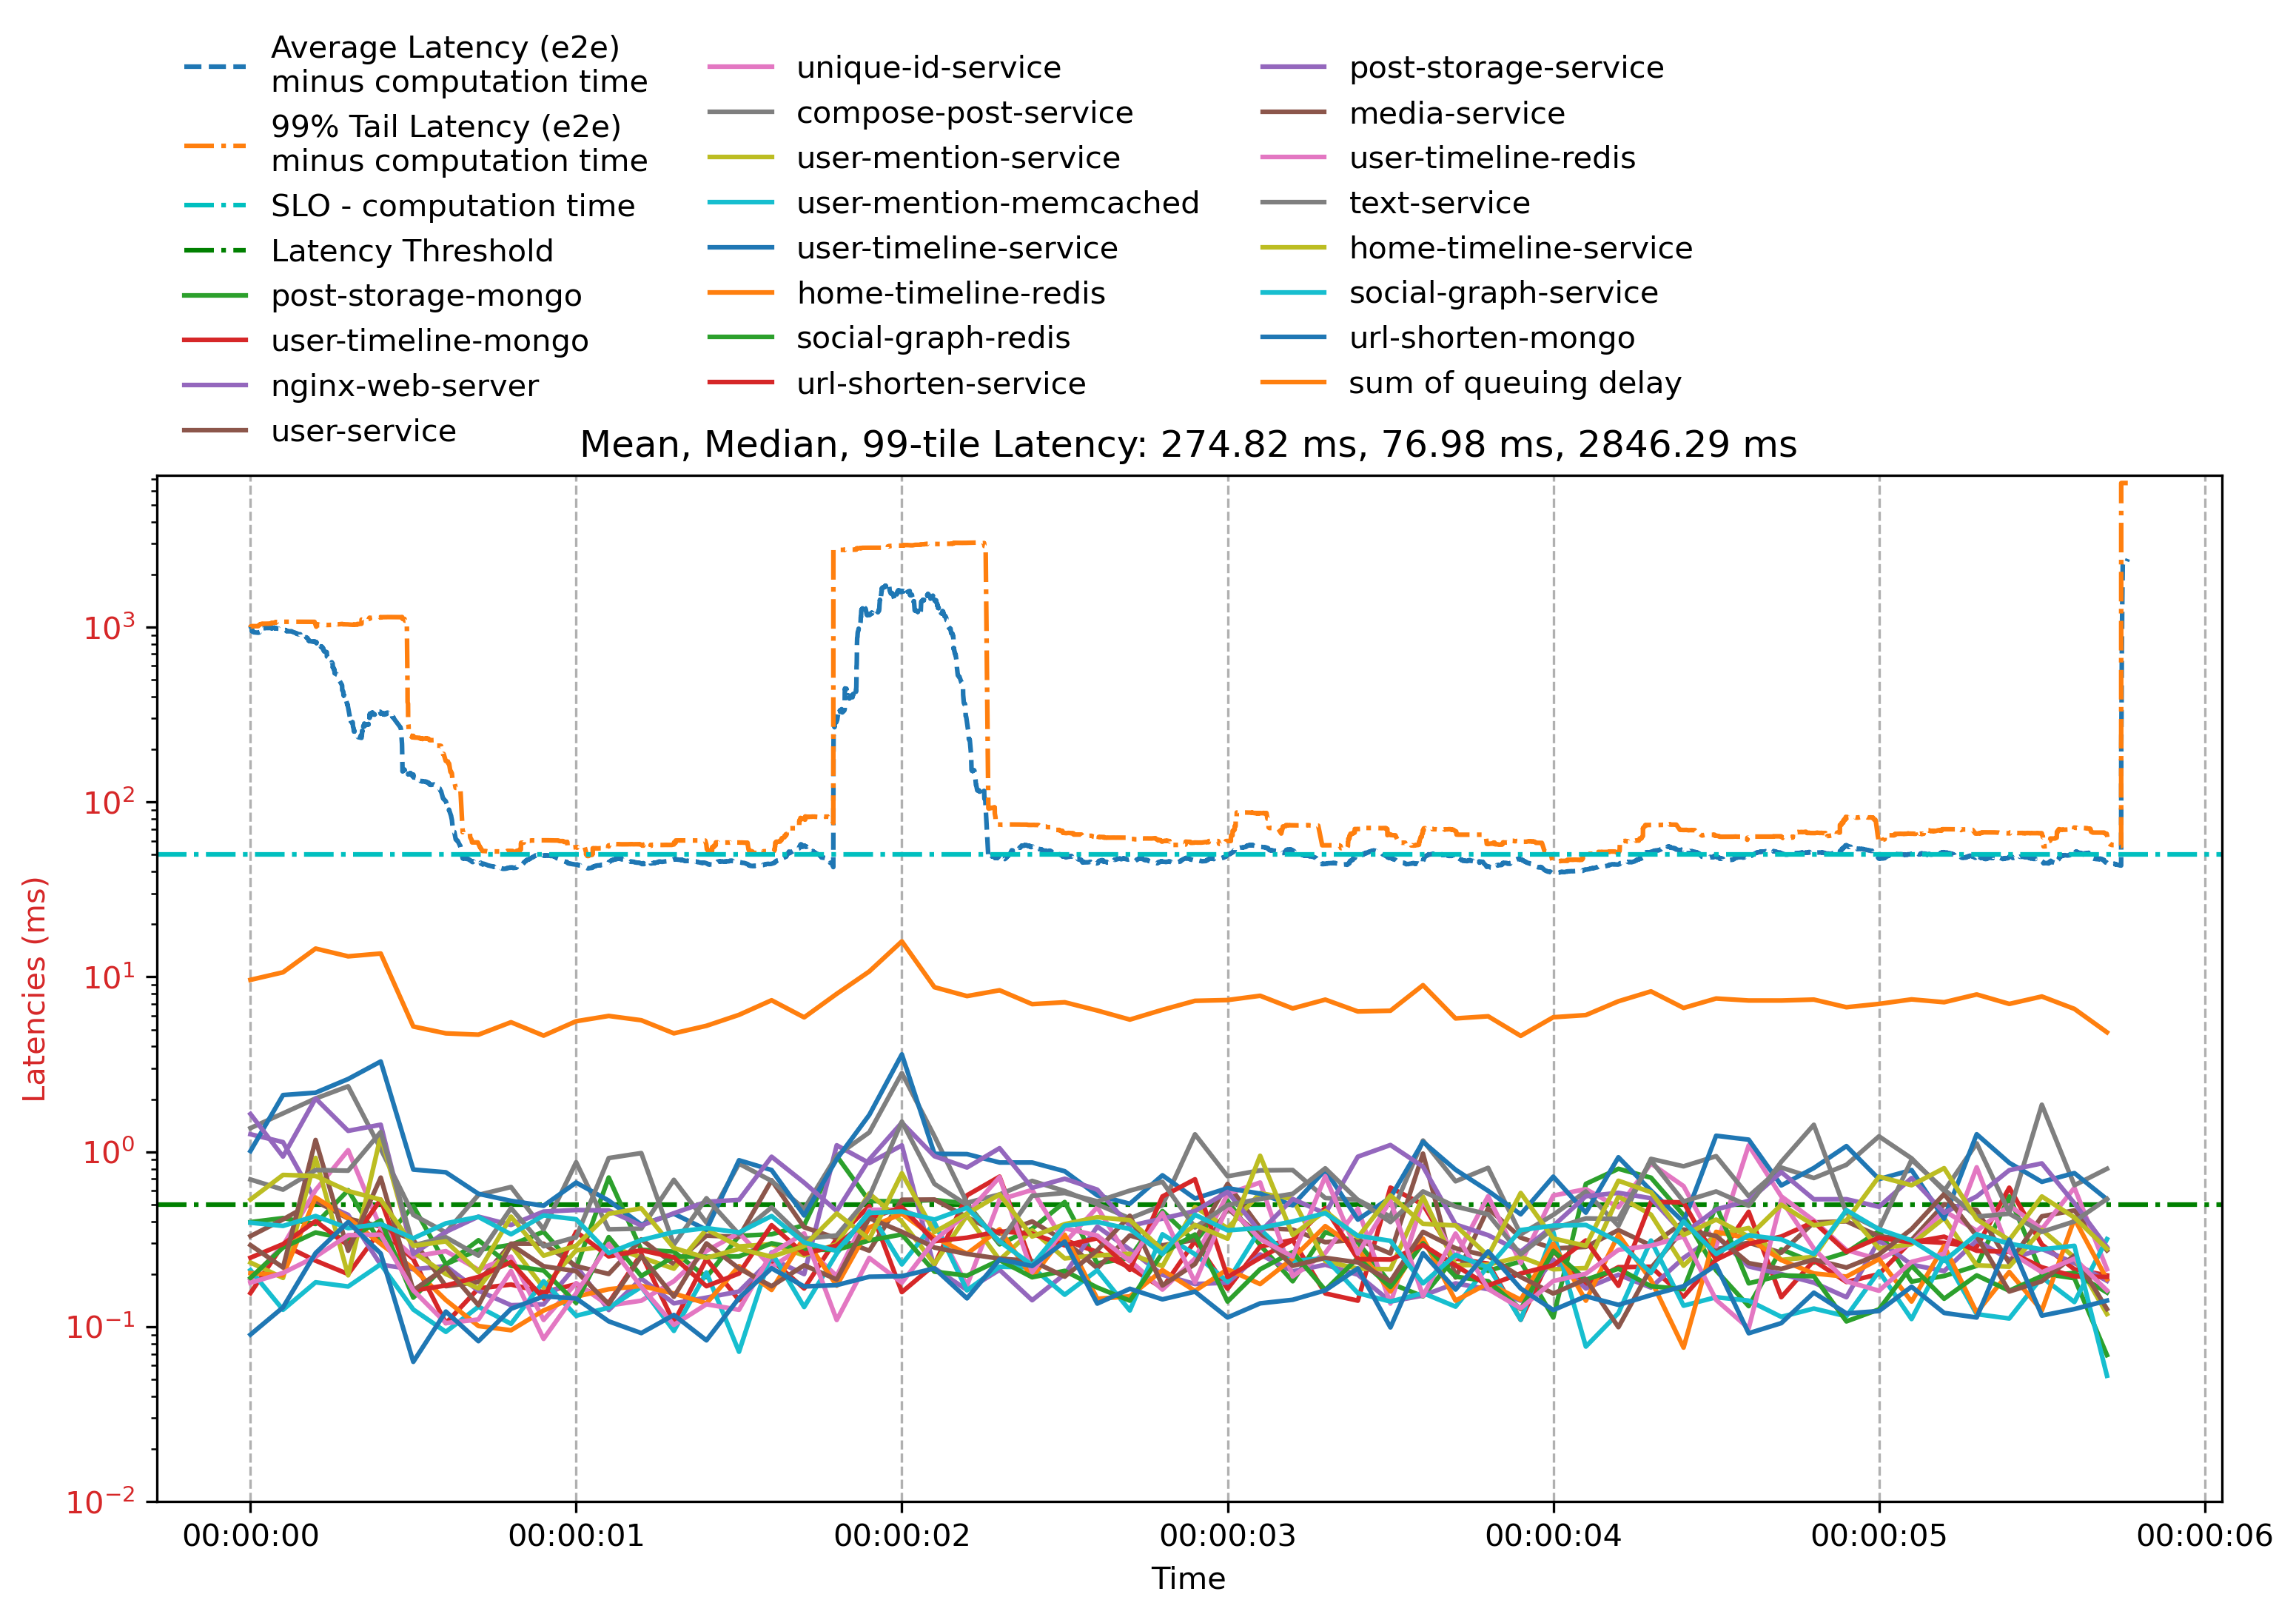 Average Latency (e2e)
minus computation time
99% Tail Latency (e2e)
minus computation time
SLO - computation time
Latency Threshold
post-storage-mongo
user-timeline-mongo
nginx-web-server
user-service
unique-id-service
compose-post-service
user-mention-service
user-mention-memcached
user-timeline-service
home-timeline-redis
social-graph-redis
url-shorten-service
post-storage-service
media-service
user-timeline-redis
text-service
home-timeline-service
social-graph-service
url-shorten-mongo
sum of queuing delay
Mean, Median, 99-tile Latency: 274.82 ms, 76.98 ms, 2846.29 ms
Latencies (ms)
10³
10²
10¹
10⁰
10⁻¹
10⁻²
00:00:00
00:00:01
00:00:02
00:00:03
00:00:04
00:00:05
00:00:06
Time